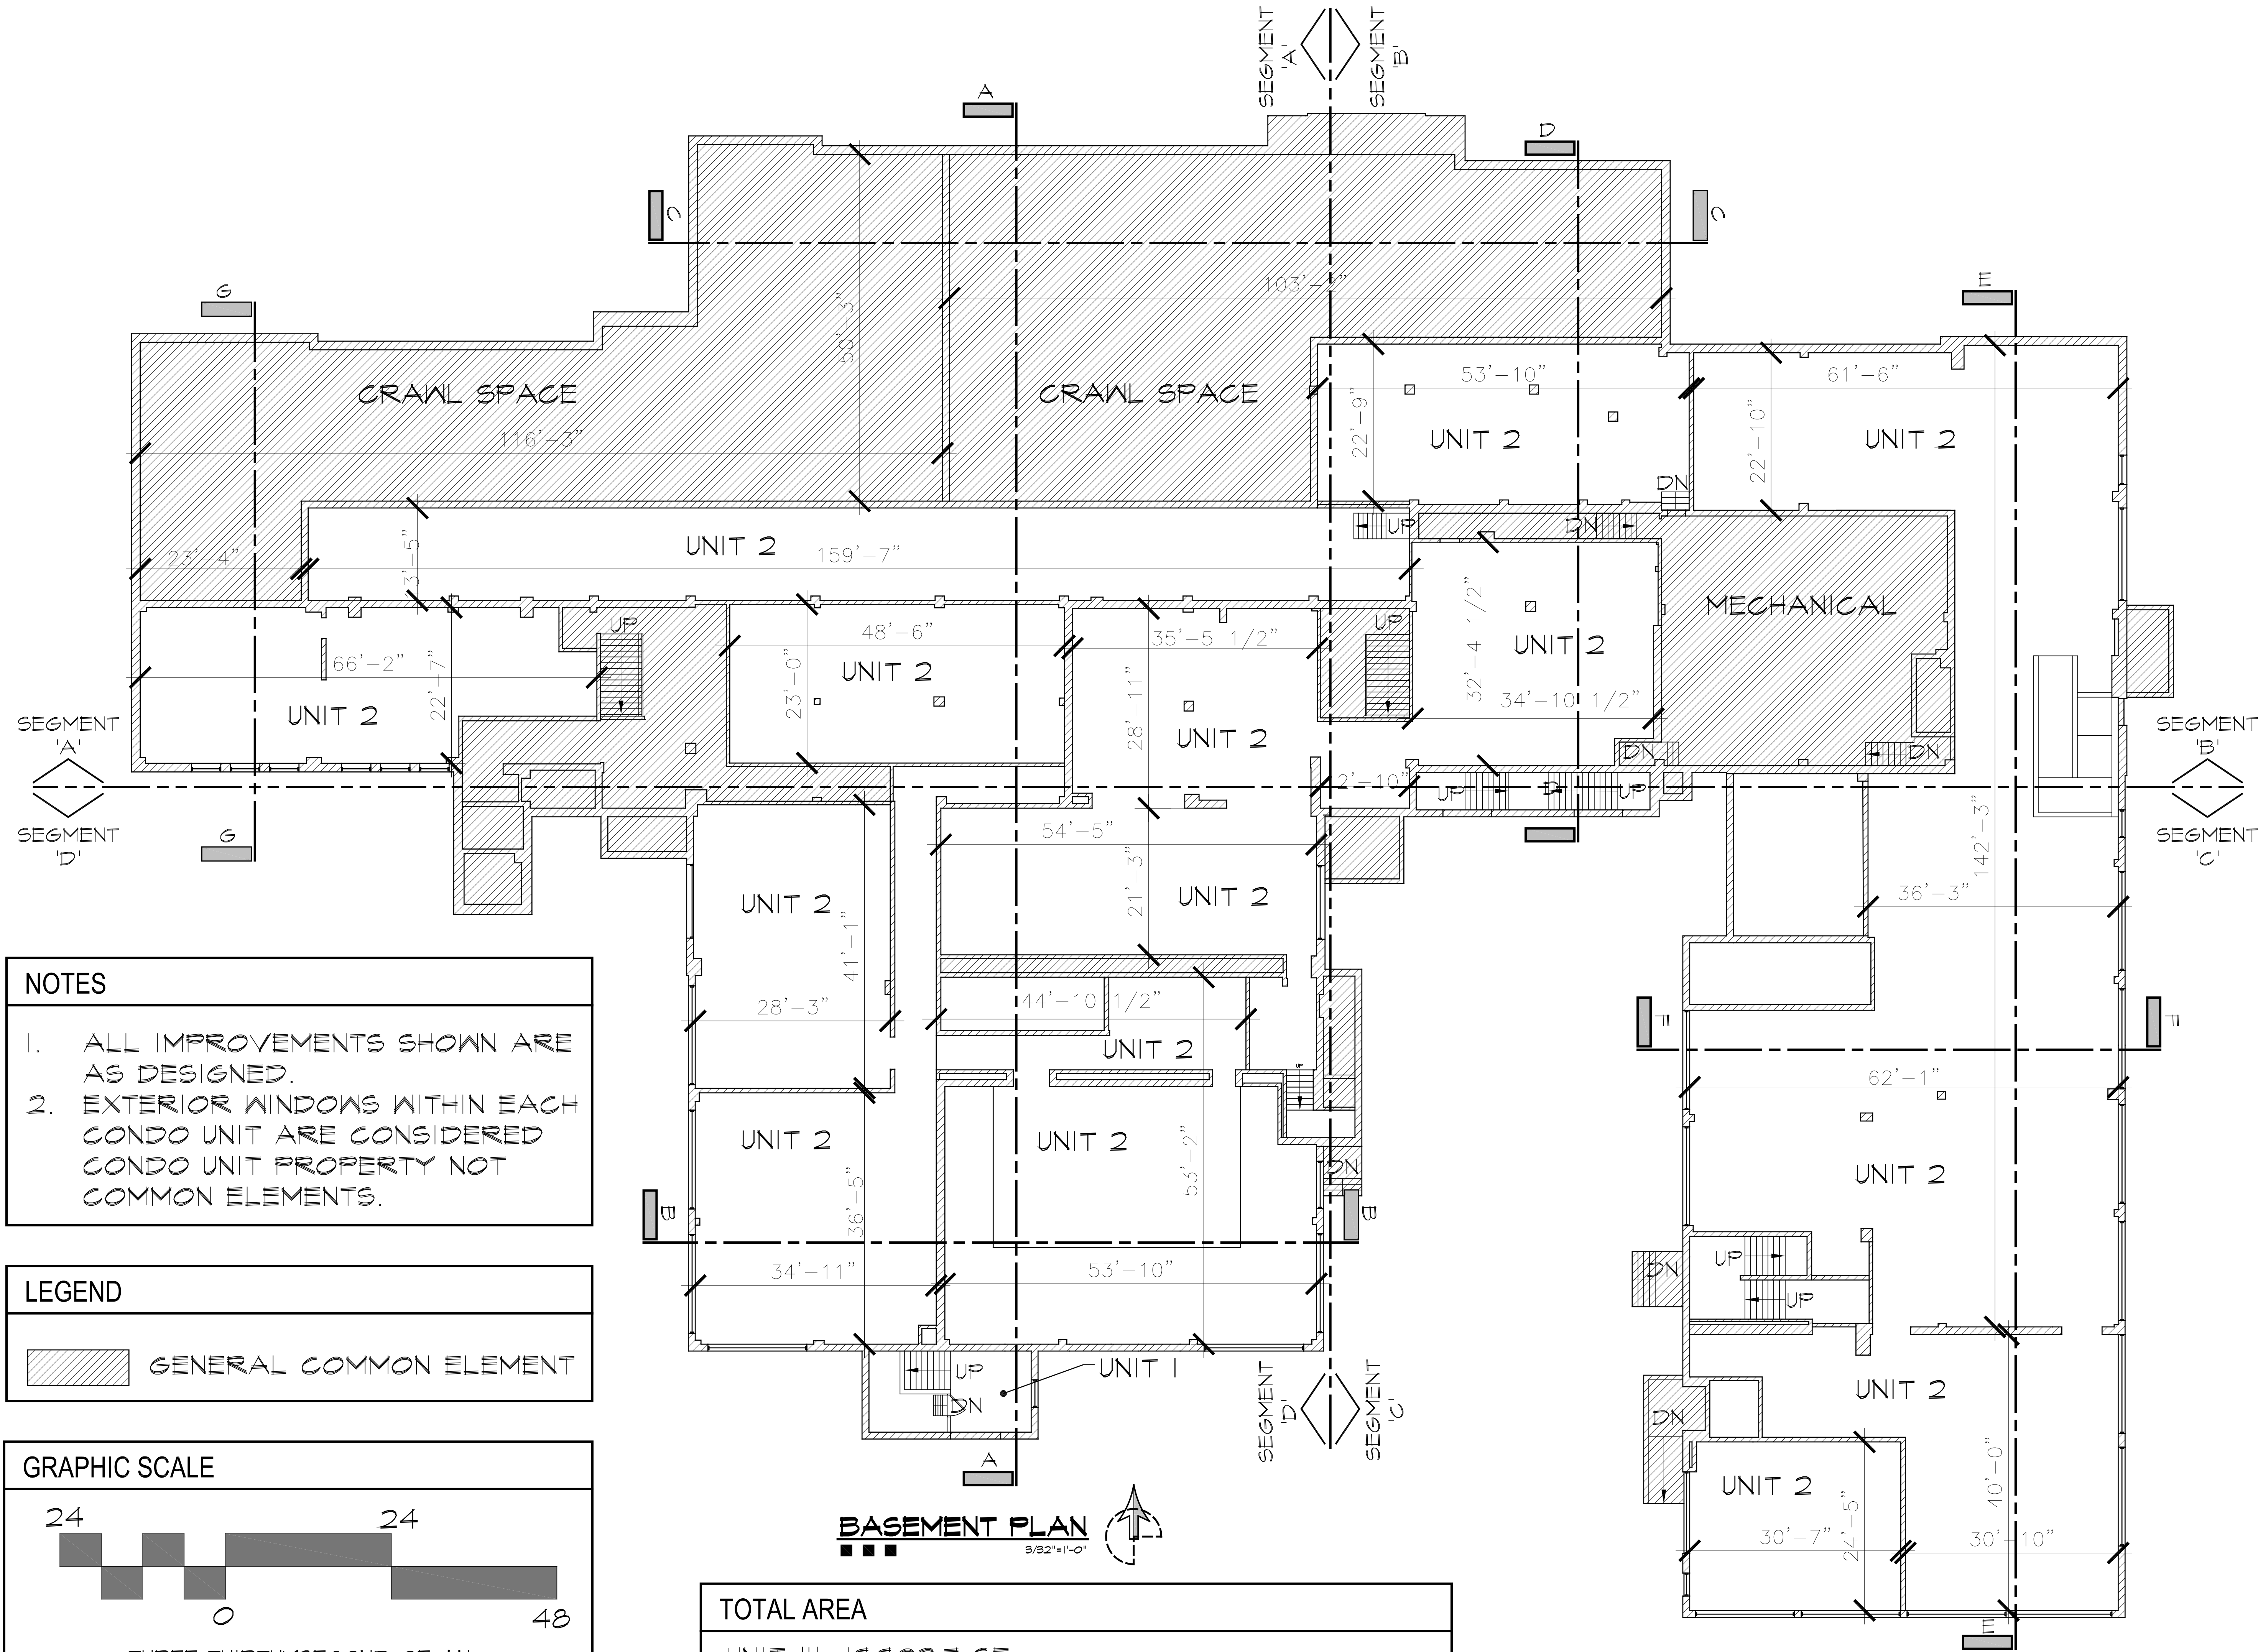 SEGMENT 'A'
SEGMENT 'B'
A
D
C
C
G
E
103'-2"
50'-3"
CRAWL SPACE
CRAWL SPACE
116'-3"
53'-10"
61'-6"
22'-9"
22'-10"
UNIT 2
UNIT 2
DN
UP
DN
UNIT 2
159'-7"
23'-4"
MECHANICAL
32'-4 1/2"
UNIT 2
34'-10 1/2"
UP
UP
48'-6"
35'-5 1/2"
66'-2"
22'-7"
23'-0"
28'-11"
UNIT 2
UNIT 2
UNIT 2
DN
DN
SEGMENT 'A'
SEGMENT 'B'
UP
UP
SEGMENT 'D'
SEGMENT 'C'
G
54'-5"
21'-3"
142'-3"
36'-3"
UNIT 2
UNIT 2
41'-1"
28'-3"
44'-10 1/2"
UNIT 2
UP
F
F
62'-1"
UNIT 2
UNIT 2
UNIT 2
53'-2"
36'-5"
DN
B
B
34'-11"
53'-10"
UP
DN
UP
UNIT 2
UP
DN
UNIT 1
DN
SEGMENT 'D'
SEGMENT 'C'
A
UNIT 2
24'-5"
40'-0"
30'-7"
30'-10"
E
BASEMENT PLAN
3/32"=1'-0"
NOTES
1. ALL IMPROVEMENTS SHOWN ARE
AS DESIGNED.
2. EXTERIOR WINDOWS WITHIN EACH
CONDO UNIT ARE CONSIDERED
CONDO UNIT PROPERTY NOT
COMMON ELEMENTS.
LEGEND
GENERAL COMMON ELEMENT
GRAPHIC SCALE
24 24
0 48
TOTAL AREA